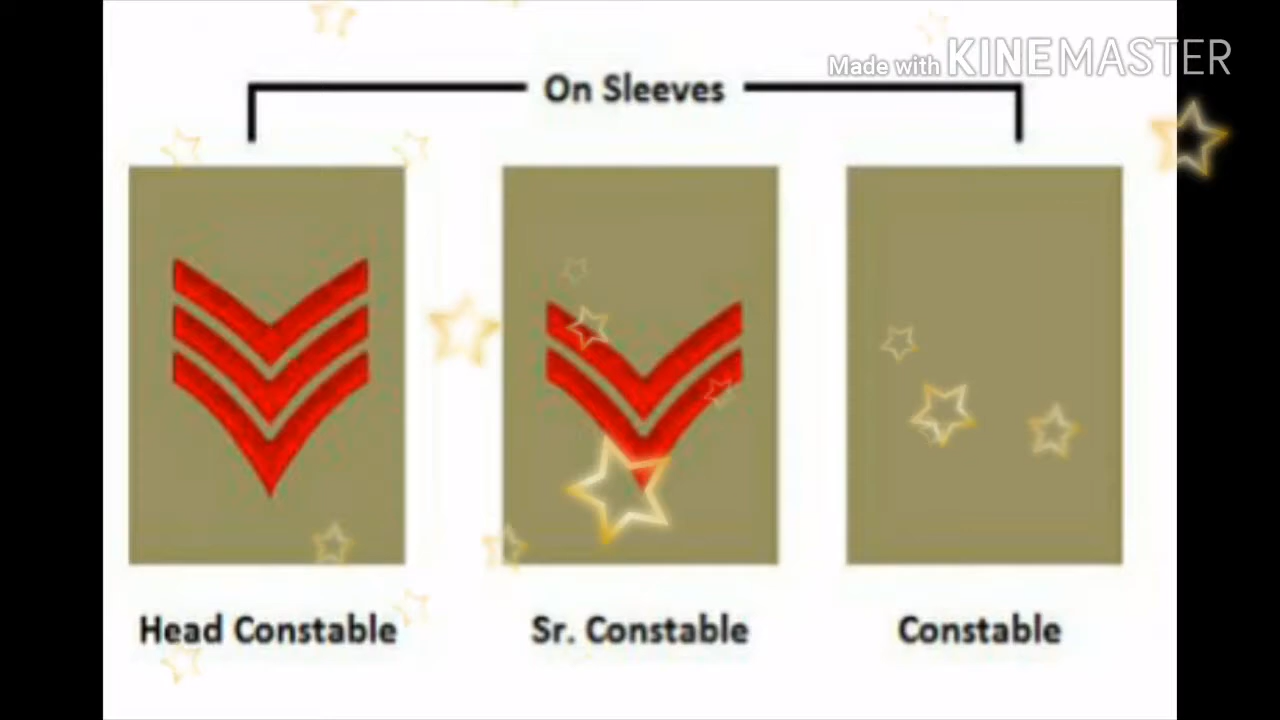 Made with KINEMASTER
On Sleeves
Head Constable
Sr. Constable
Constable